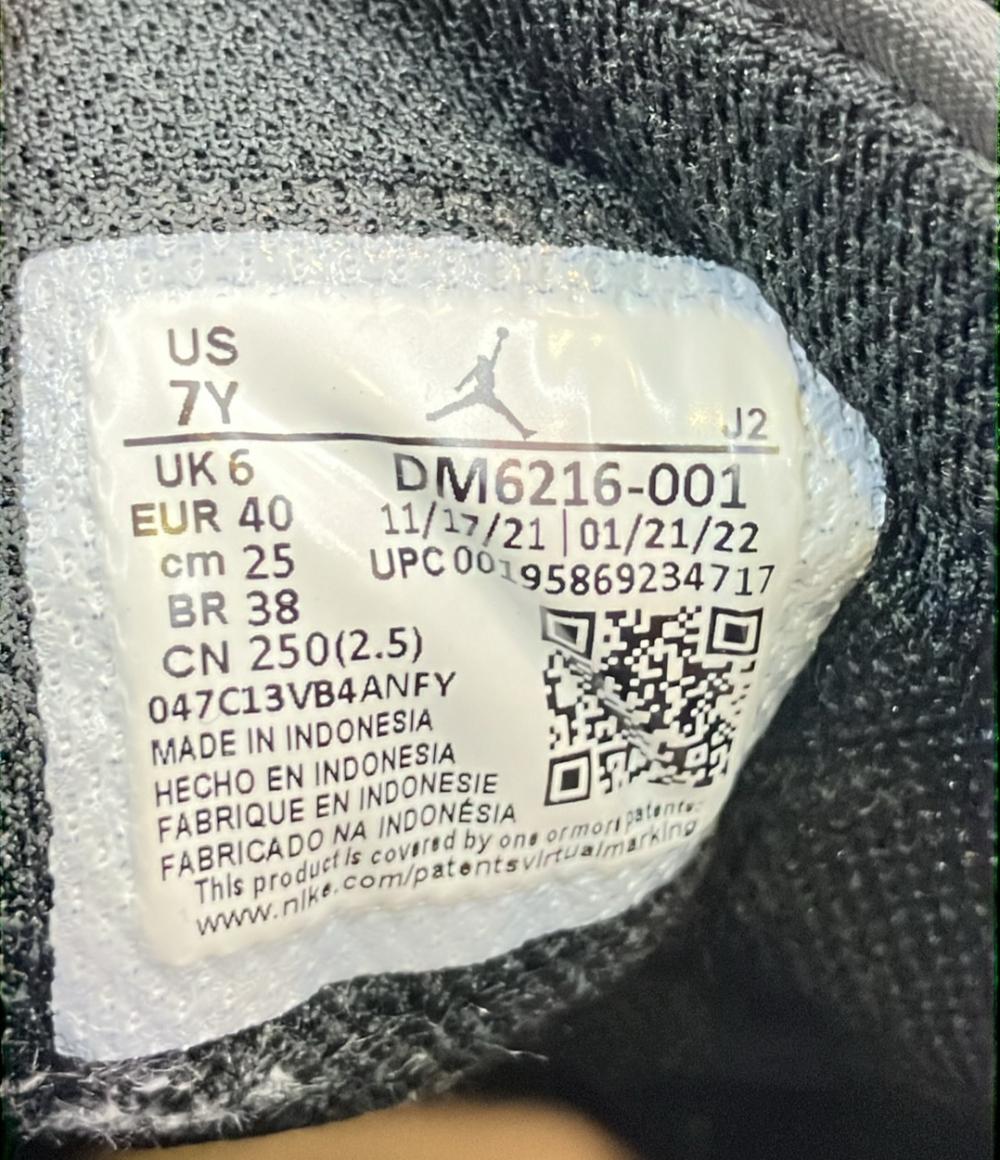 US
7Y
J2
UK 6
EUR 40
cm 25
BR 38
CN 250(2.5)
DM6216-001
11/17/21 | 01/21/22
UPC 00195869234717
047C13VB4ANFY
MADE IN INDONESIA
HECHO EN INDONESIA
FABRIQUE EN INDONESIE
FABRICADO NA INDONÉSIA
This product is covered by one or more patents.
www.nike.com/patentsvirtualmarking